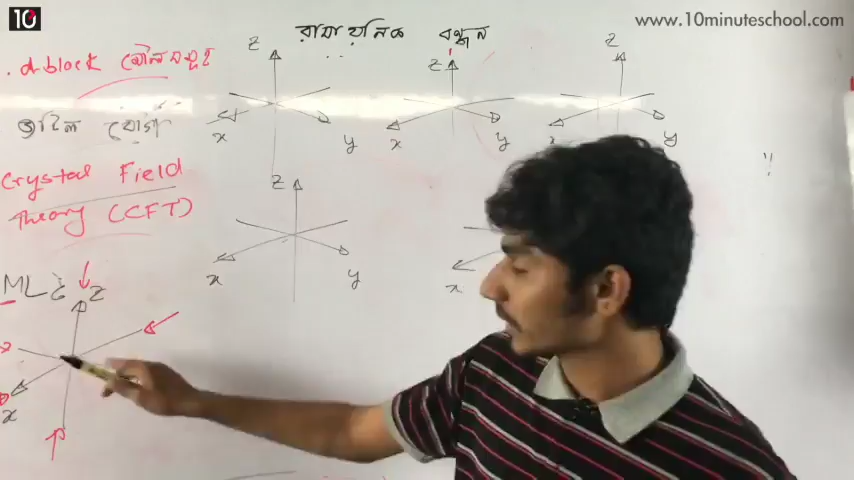 10
www.10minuteschool.com
রাসায়নিক বন্ধন
d-block মৌলসমূহ
জটিল যৌগ
Crystal Field
Theory (CFT)
ML6
z
x
z
x
y
z
x
y
z
x
y
z
x
y
x